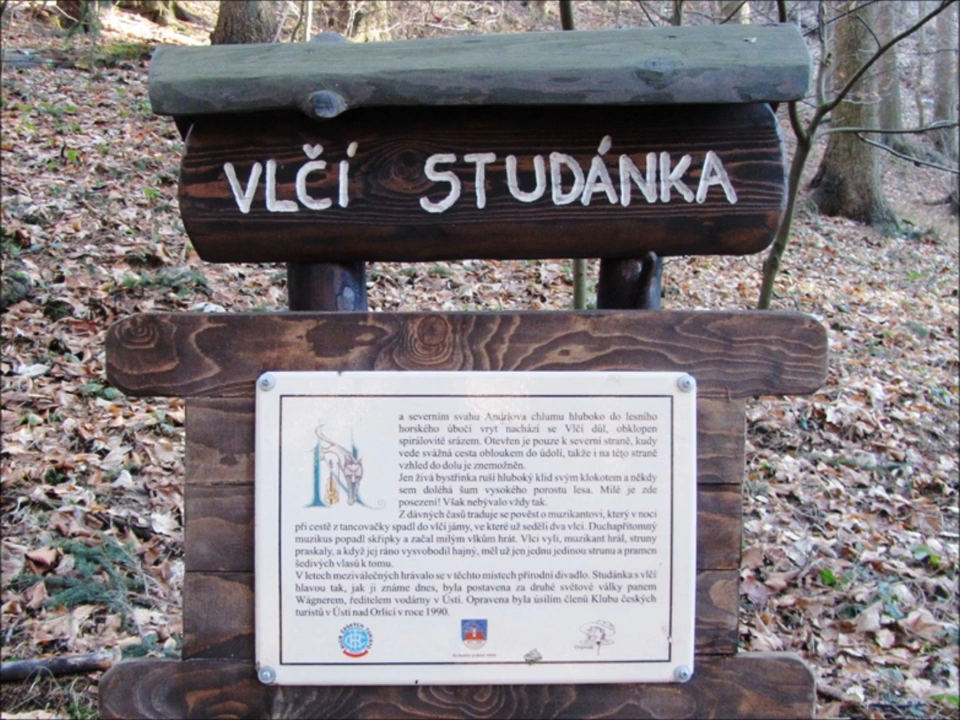 VLČÍ STUDÁNKA
Na severním svahu Andrlova chlumu hluboko do lesního
horského úbočí vryt nachází se Vlčí důl, obklopen
spirálovitě srázem. Otevřen je pouze k severní straně, kudy
vede svážná cesta obloukem do údolí, takže i na této straně
vzhled do dolu je znemožněn.
Jen živá bystřinka ruší hluboký klid svým klokotem a někdy
sem doléhá šum vysokého porostu lesa. Milé je zde
posezení! Však nebývalo vždy tak.
Z dávných časů traduje se pověst o muzikantovi, který v noci
při cestě z tancovačky spadl do vlčí jámy, ve které už seděli dva vlci. Duchapřítomný
muzikus popadl skřipky a začal milým vlkům hrát. Vlci vyli, muzikant hrál, struny
praskaly, a když jej ráno vysvobodil hajný, měl už jen jednu jedinou strunu a pramen
šedivých vlasů k tomu.
V letech meziválečných hrávalo se v těchto místech přírodní divadlo. Studánka s vlčí
hlavou tak, jak ji známe dnes, byla postavena za druhé světové války panem
Wágnerem, ředitelem vodárny v Ústí. Opravena byla úsilím členů Klubu českých
turistů v Ústí nad Orlicí v roce 1990.